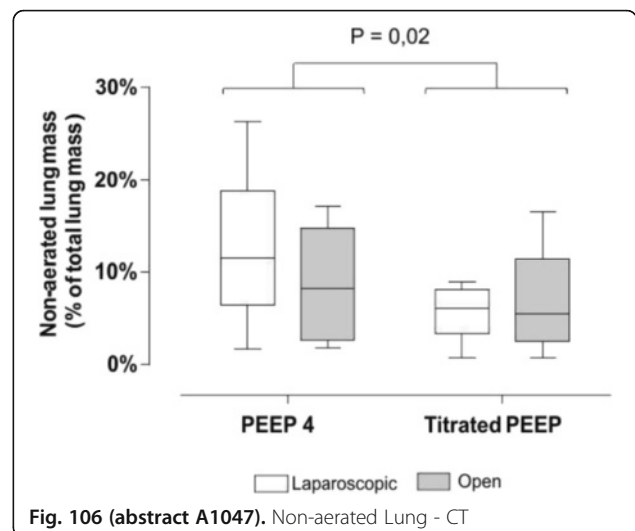 P = 0,02
Non-aerated lung mass
(% of total lung mass)
30%
20%
10%
0%
PEEP 4 Titrated PEEP
Laparoscopic Open
Fig. 106 (abstract A1047). Non-aerated Lung - CT